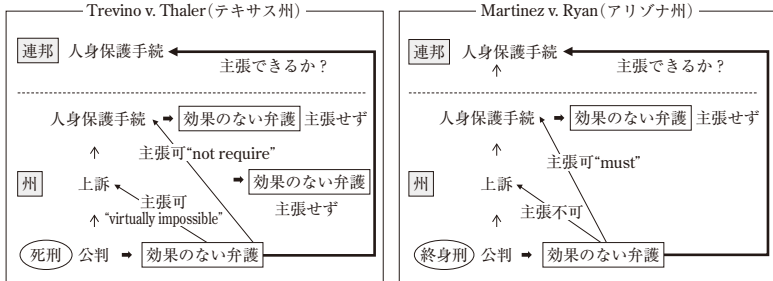 Trevino v. Thaler(テキサス州)
連邦 人身保護手続
主張できるか？
人身保護手続 ➡ 効果のない弁護 主張せず
主張可“not require”
➡ 効果のない弁護
州 上訴
主張可
主張せず
“virtually impossible”
死刑 公判 ➡ 効果のない弁護
Martinez v. Ryan(アリゾナ州)
連邦 人身保護手続
主張できるか？
人身保護手続 ➡ 効果のない弁護 主張せず
主張可“must”
州 上訴
主張不可
終身刑 公判 ➡ 効果のない弁護